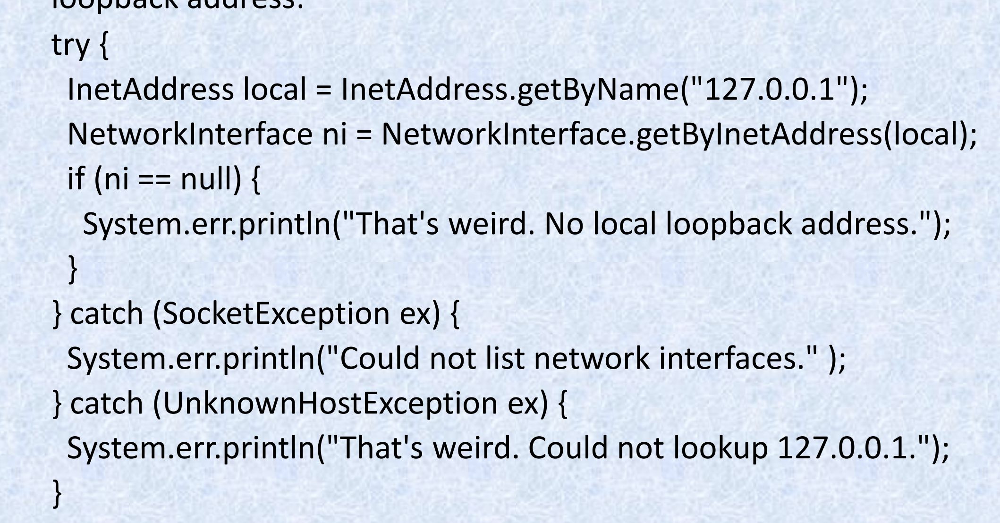 loopback address:
try {
InetAddress local = InetAddress.getByName("127.0.0.1");
NetworkInterface ni = NetworkInterface.getByInetAddress(local);
if (ni == null) {
System.err.println("That's weird. No local loopback address.");
}
} catch (SocketException ex) {
System.err.println("Could not list network interfaces." );
} catch (UnknownHostException ex) {
System.err.println("That's weird. Could not lookup 127.0.0.1.");
}